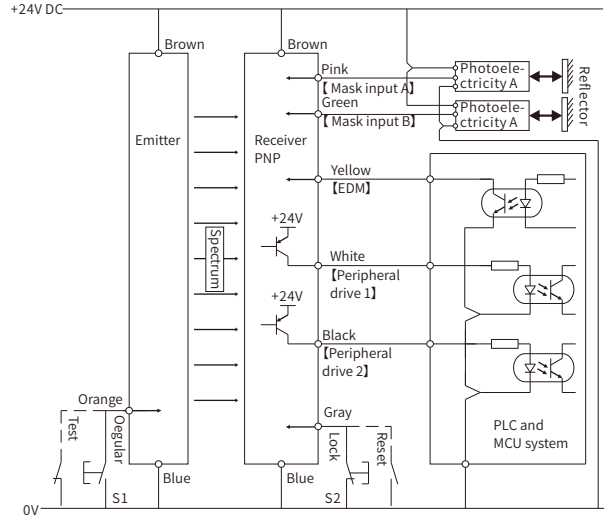 +24V DC
Brown
Brown
Pink
【Mask input A】
Green
【Mask input B】
Photoele-
ctricity A
Photoele-
ctricity A
Reflector
Emitter
Receiver
PNP
Yellow
【EDM】
+24V
White
【Peripheral
drive 1】
Spectrum
+24V
Black
【Peripheral
drive 2】
Orange
Test
Oegular
Gray
Lock
Reset
PLC and
MCU system
Blue
Blue
S1
S2
0V